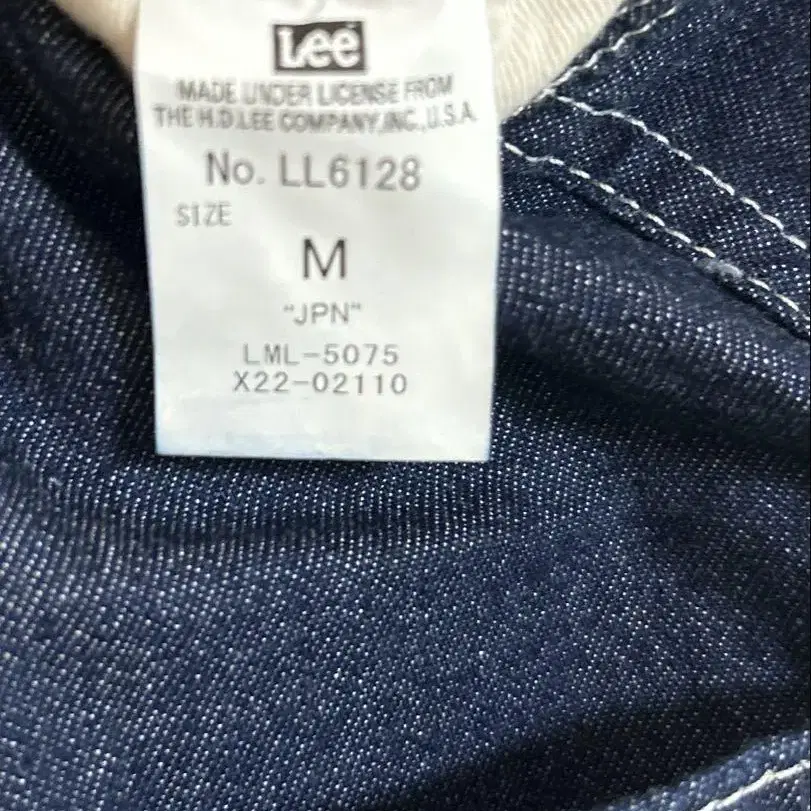 Lee
MADE UNDER LICENSE FROM
THE H.D.LEE COMPANY,INC.,U.S.A.
No. LL6128
SIZE
M
"JPN"
LML-5075
X22-02110